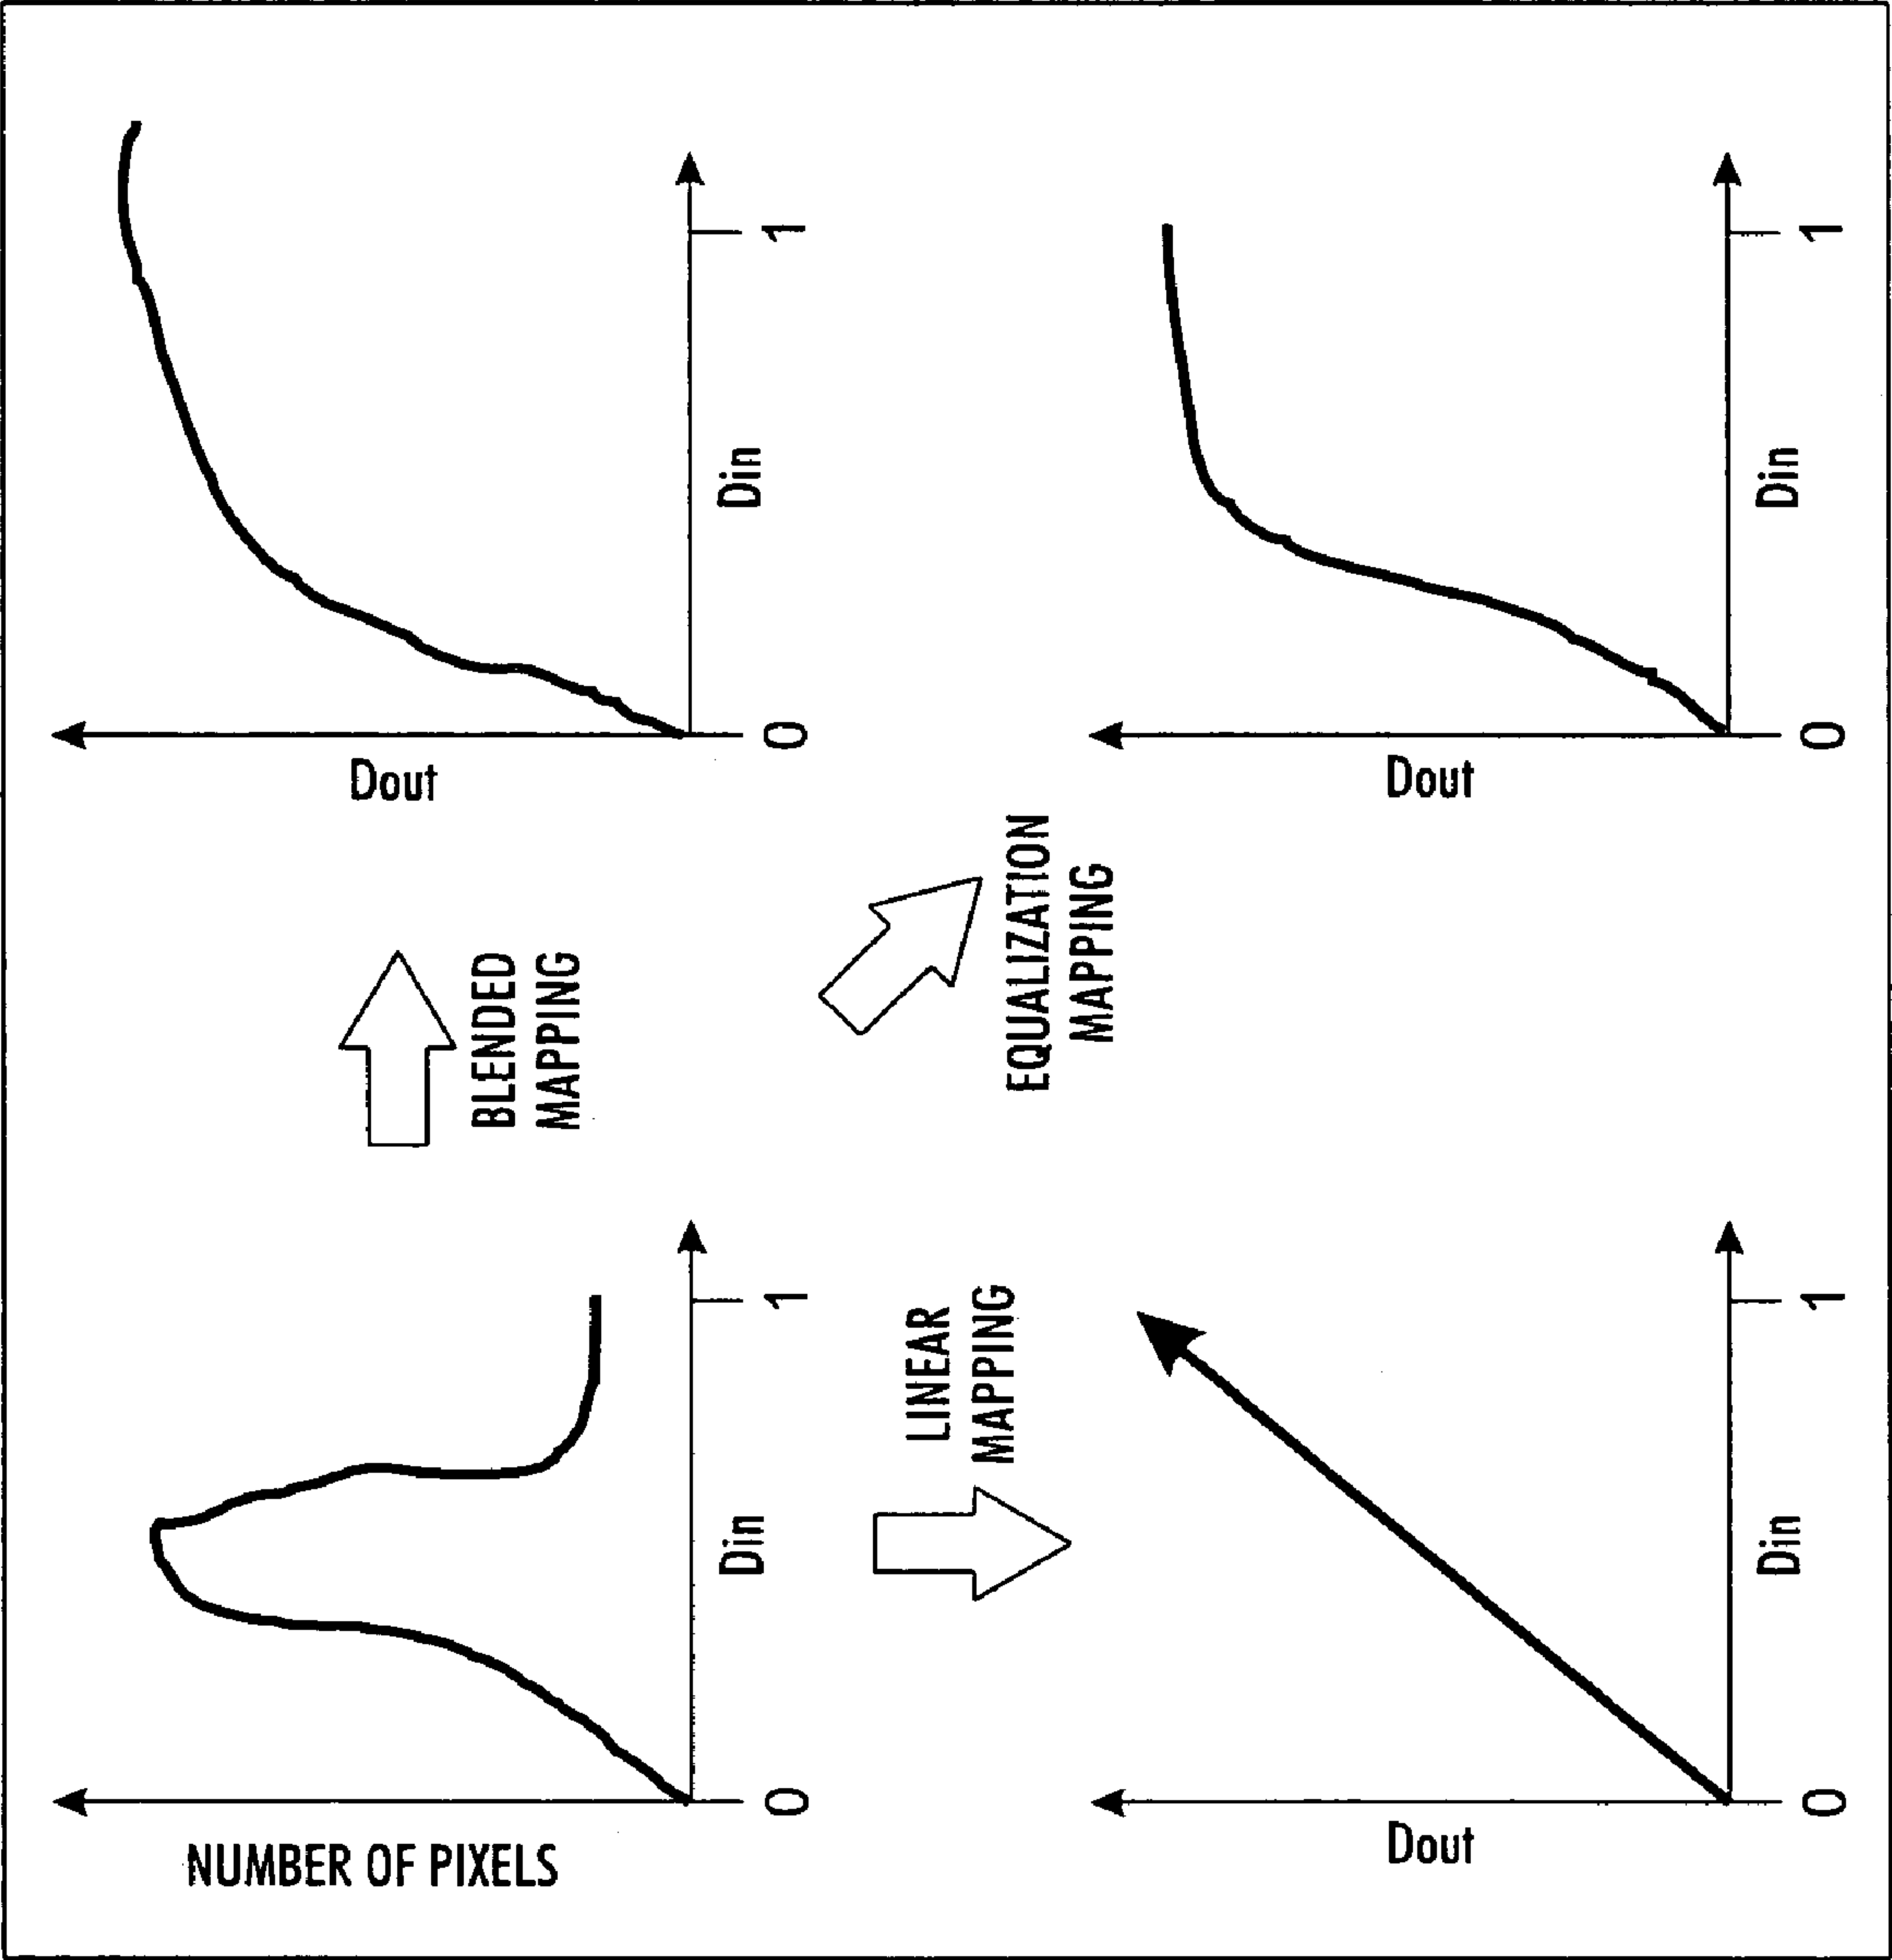 NUMBER OF PIXELS
BLENDED
MAPPING
Dout
Din
0
1
Din
0
1
LINEAR
MAPPING
EQUALIZATION
MAPPING
Dout
Dout
Din
0
1
Din
0
1